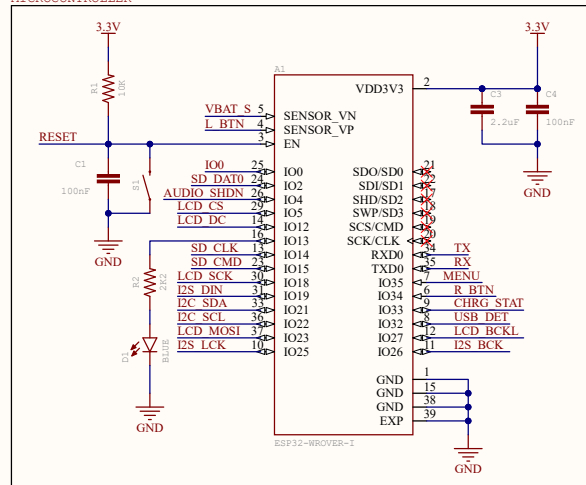 MICROCONTROLLER
3.3V 3.3V
R1 10K
A1
VDD3V3 2
C3 2.2uF C4 100nF
VBAT_S 5 SENSOR_VN
L_BTN 4 SENSOR_VP
RESET 3 EN
GND
C1 100nF S1
IO0 25 IO0 SDO/SD0 21
SD_DAT0 24 IO2 SDI/SD1 22
AUDIO_SHDN 26 IO4 SHD/SD2 17
LCD_CS 29 IO5 SWP/SD3 18
LCD_DC 14 IO12 SCS/CMD 19
16 IO13 SCK/CLK 20
GND
SD_CLK 13 IO14 RXD0 34 TX
SD_CMD 23 IO15 TXD0 35 RX
LCD_SCK 30 IO18 IO35 7 MENU
I2S_DIN 31 IO19 IO34 6 R_BTN
I2C_SDA 33 IO21 IO33 9 CHRG_STAT
I2C_SCL 36 IO22 IO32 8 USB_DET
LCD_MOSI 37 IO23 IO27 12 LCD_BCKL
I2S_LCK 10 IO25 IO26 11 I2S_BCK
R2 2K2
D1 BLUE
GND
GND 1
GND 15
GND 38
EXP 39
GND
ESP32-WROVER-I